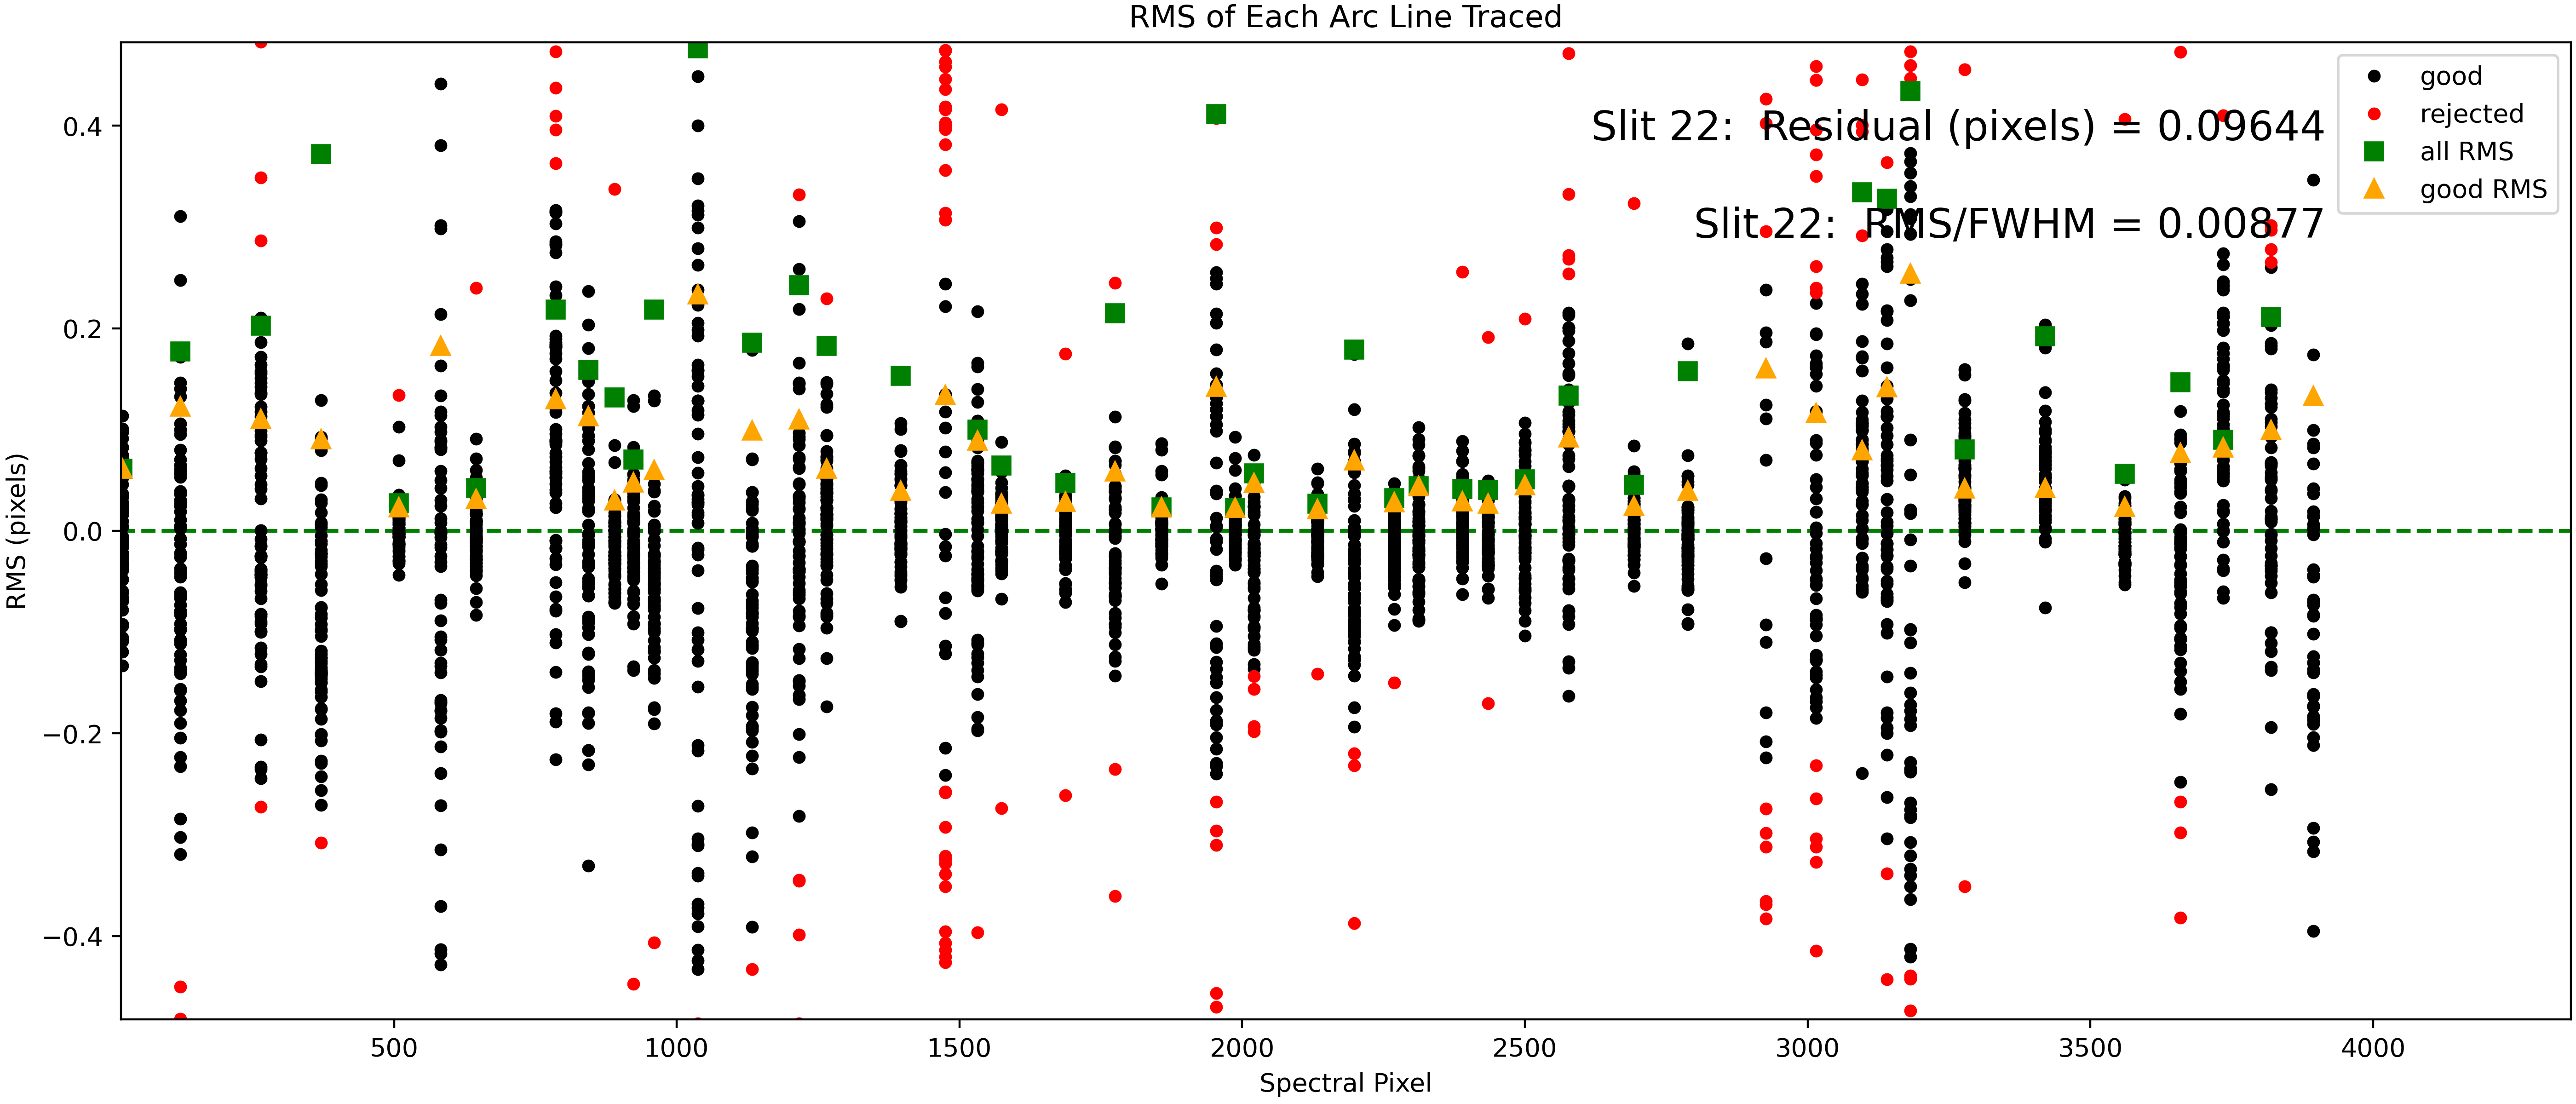 RMS of Each Arc Line Traced
good
rejected
all RMS
good RMS
Slit 22:  Residual (pixels) = 0.09644
Slit 22:  RMS/FWHM = 0.00877
RMS (pixels)
0.4
0.2
0.0
−0.2
−0.4
500
1000
1500
2000
2500
3000
3500
4000
Spectral Pixel